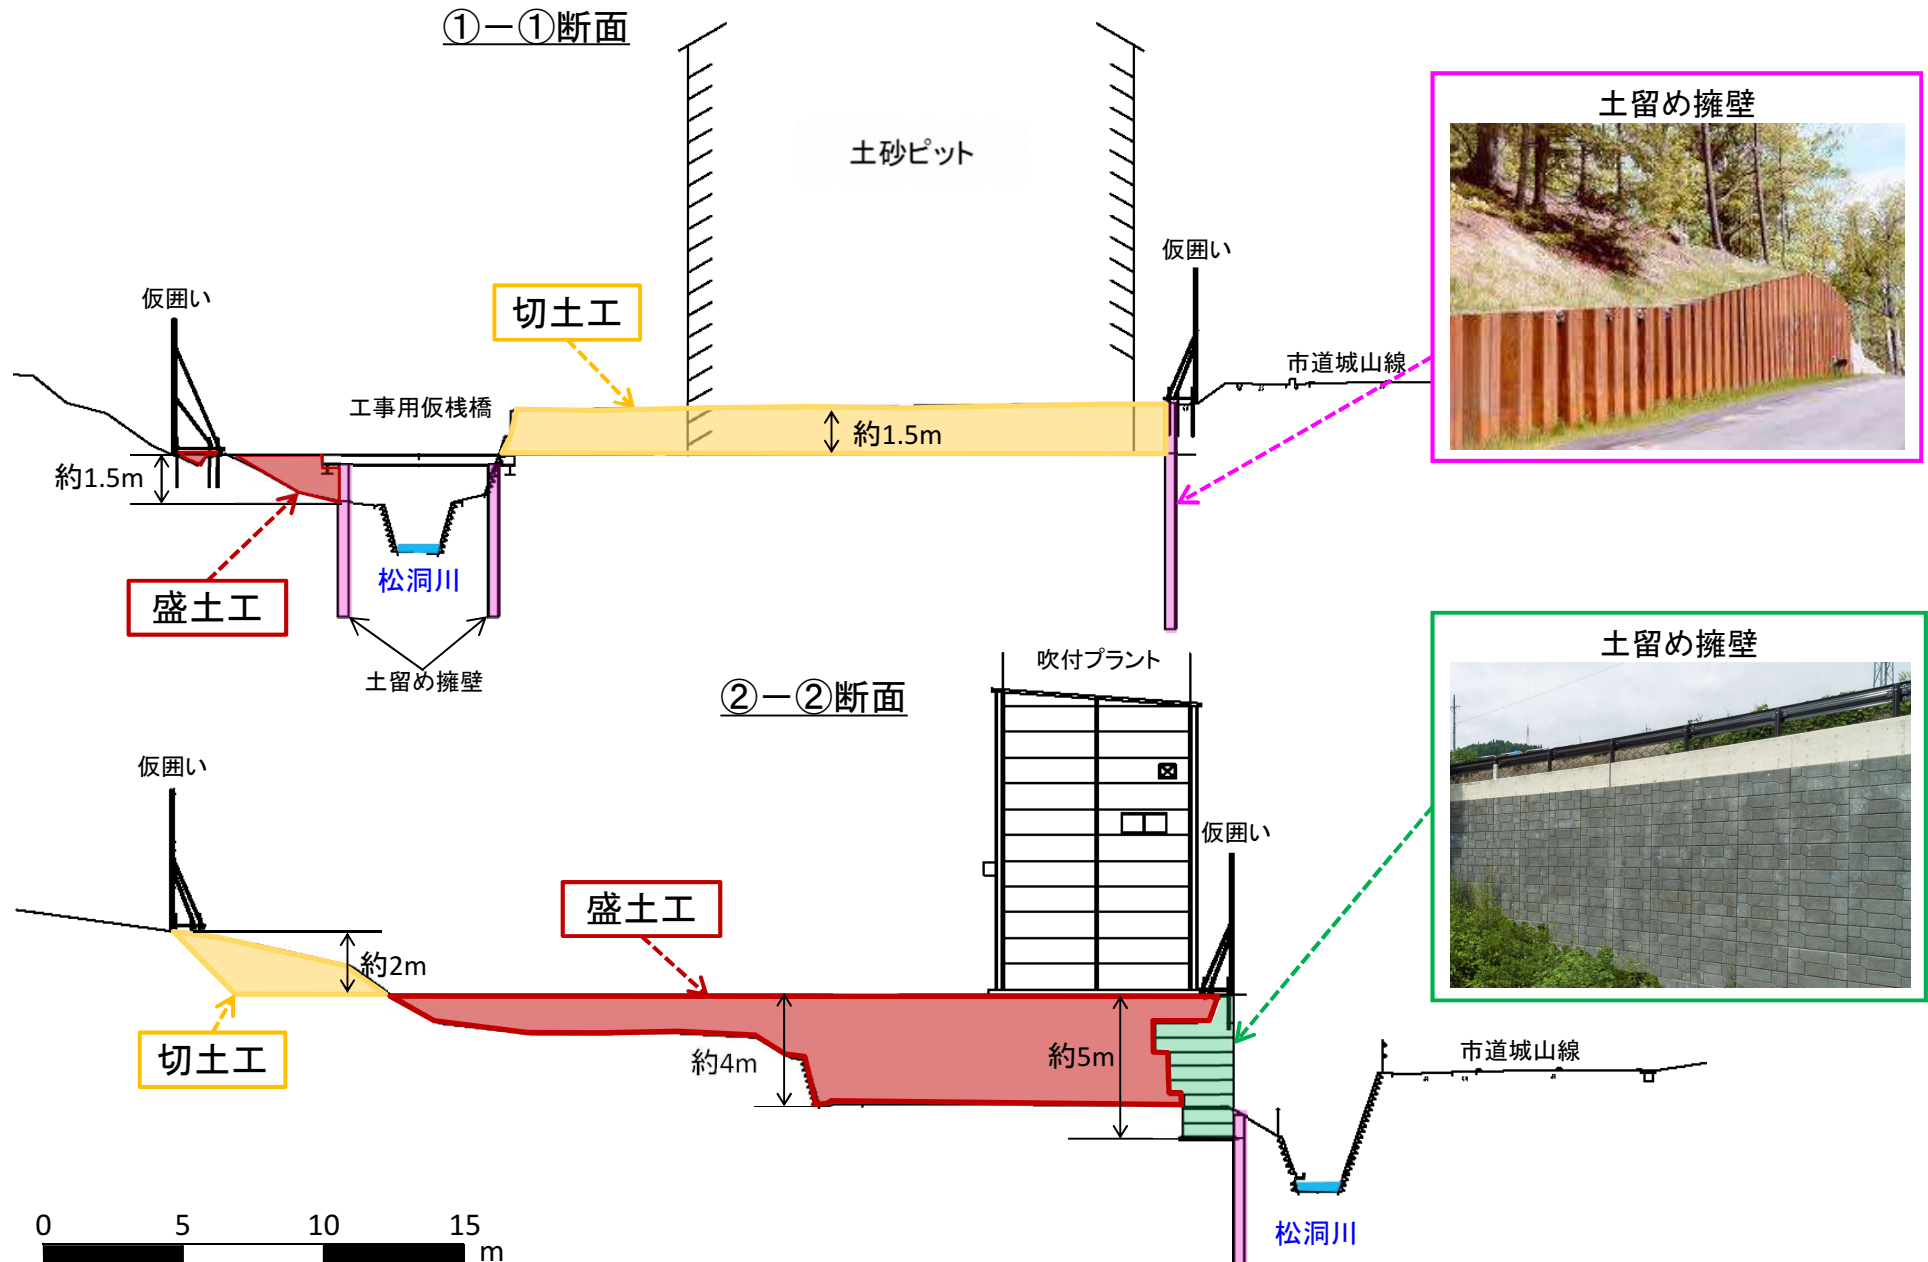 ①ー①断面
土留め擁壁
土砂ピット
仮囲い
仮囲い
切土工
市道城山線
工事用仮桟橋
約1.5m
約1.5m
松洞川
盛土工
土留め擁壁
②ー②断面
吹付プラント
土留め擁壁
仮囲い
仮囲い
盛土工
約2m
切土工
約4m
約5m
市道城山線
松洞川
0 5 10 15
m